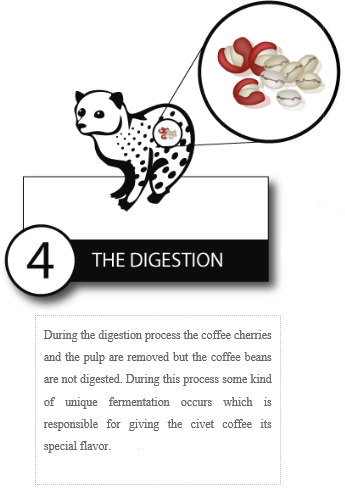 4
THE DIGESTION
During the digestion process the coffee cherries
and the pulp are removed but the coffee beans
are not digested. During this process some kind
of unique fermentation occurs which is
responsible for giving the civet coffee its
special flavor.